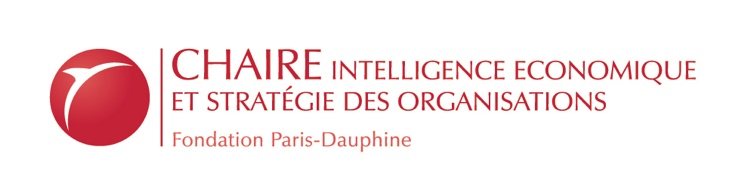 CHAIRE INTELLIGENCE ECONOMIQUE
ET STRATÉGIE DES ORGANISATIONS
Fondation Paris-Dauphine